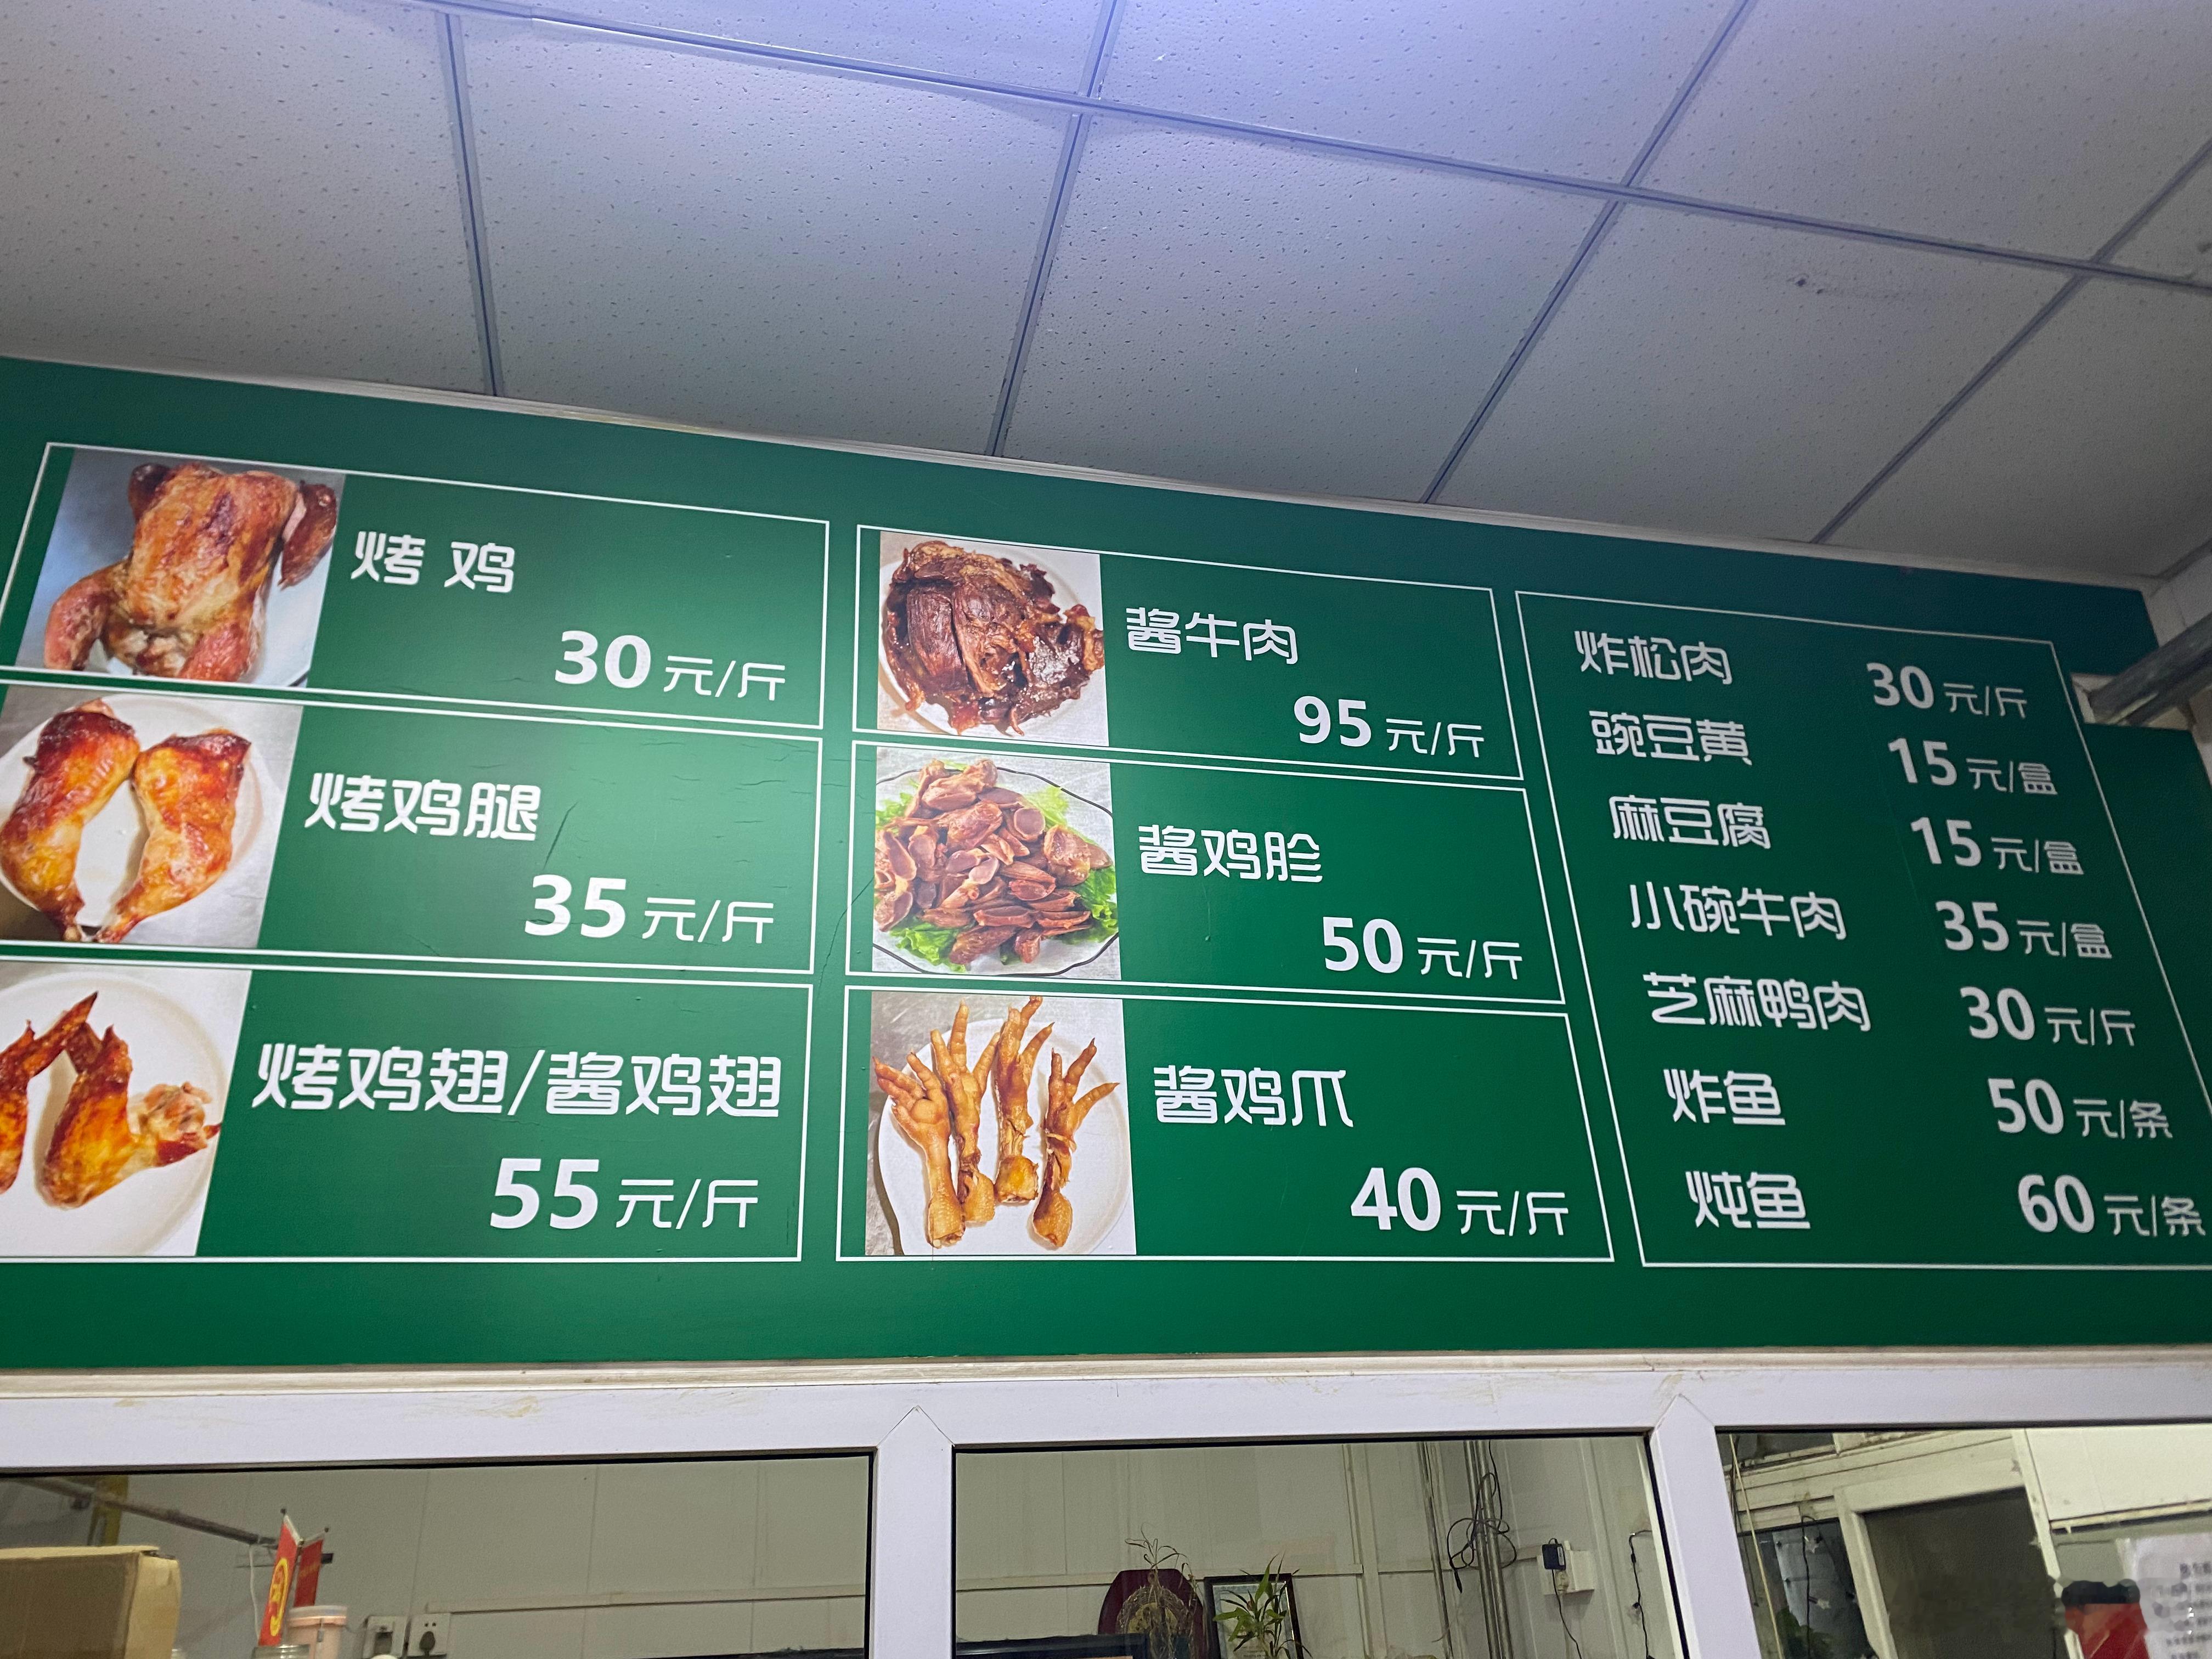 烤 鸡
30 元/斤
烤鸡腿
35 元/斤
烤鸡翅/酱鸡翅
55 元/斤
酱牛肉
95 元/斤
酱鸡胗
50 元/斤
酱鸡爪
40 元/斤
炸松肉 30 元/斤
豌豆黄 15 元/盒
麻豆腐 15 元/盒
小碗牛肉 35 元/盒
芝麻鸭肉 30 元/斤
炸鱼 50 元/条
炖鱼 60 元/条